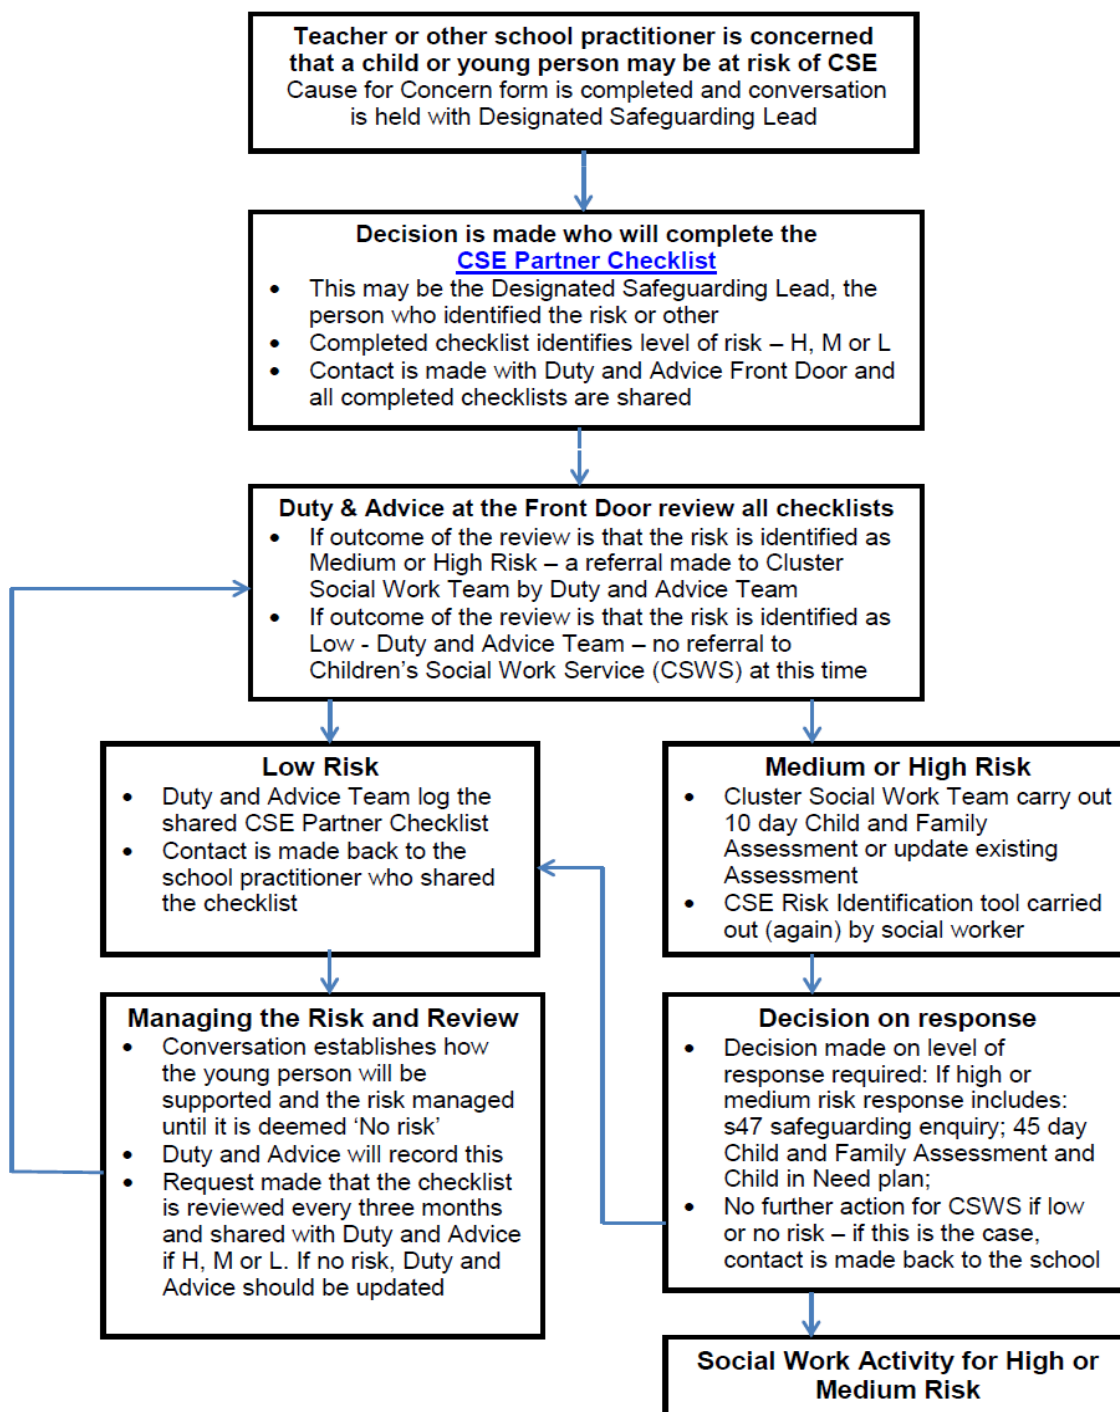 Teacher or other school practitioner is concerned
that a child or young person may be at risk of CSE
Cause for Concern form is completed and conversation
is held with Designated Safeguarding Lead
Decision is made who will complete the
CSE Partner Checklist
• This may be the Designated Safeguarding Lead, the
person who identified the risk or other
• Completed checklist identifies level of risk – H, M or L
• Contact is made with Duty and Advice Front Door and
all completed checklists are shared
Duty & Advice at the Front Door review all checklists
• If outcome of the review is that the risk is identified as
Medium or High Risk – a referral made to Cluster
Social Work Team by Duty and Advice Team
• If outcome of the review is that the risk is identified as
Low - Duty and Advice Team – no referral to
Children's Social Work Service (CSWS) at this time
Low Risk
• Duty and Advice Team log the
shared CSE Partner Checklist
• Contact is made back to the
school practitioner who shared
the checklist
Medium or High Risk
• Cluster Social Work Team carry out
10 day Child and Family
Assessment or update existing
Assessment
• CSE Risk Identification tool carried
out (again) by social worker
Managing the Risk and Review
• Conversation establishes how
the young person will be
supported and the risk managed
until it is deemed 'No risk'
• Duty and Advice will record this
• Request made that the checklist
is reviewed every three months
and shared with Duty and Advice
if H, M or L. If no risk, Duty and
Advice should be updated
Decision on response
• Decision made on level of
response required: If high or
medium risk response includes:
s47 safeguarding enquiry; 45 day
Child and Family Assessment and
Child in Need plan;
• No further action for CSWS if low
or no risk – if this is the case,
contact is made back to the school
Social Work Activity for High or
Medium Risk